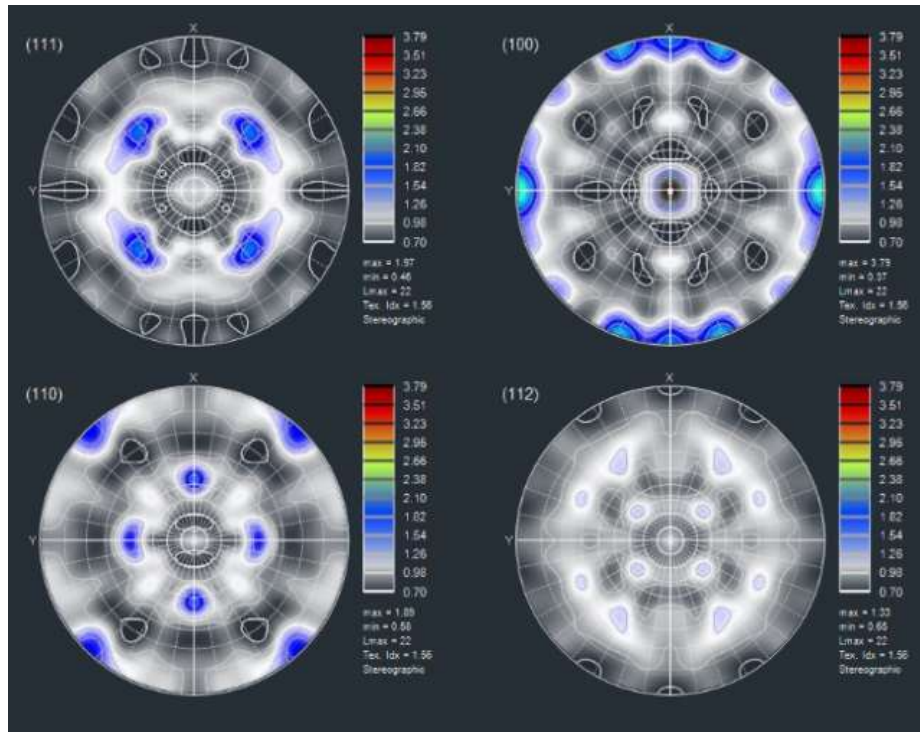 X
(111)
Y
3.79
3.51
3.23
2.95
2.66
2.38
2.10
1.82
1.54
1.26
0.98
0.70
max = 1.97
min = 0.46
Lmax = 22
Tex. Idx = 1.56
Stereographic
X
(100)
Y
3.79
3.51
3.23
2.95
2.66
2.38
2.10
1.82
1.54
1.26
0.98
0.70
max = 3.79
min = 0.37
Lmax = 22
Tex. Idx = 1.56
Stereographic
X
(110)
Y
3.79
3.51
3.23
2.95
2.66
2.38
2.10
1.82
1.54
1.26
0.98
0.70
max = 1.89
min = 0.58
Lmax = 22
Tex. Idx = 1.56
Stereographic
X
(112)
Y
3.79
3.51
3.23
2.95
2.66
2.38
2.10
1.82
1.54
1.26
0.98
0.70
max = 1.33
min = 0.65
Lmax = 22
Tex. Idx = 1.56
Stereographic